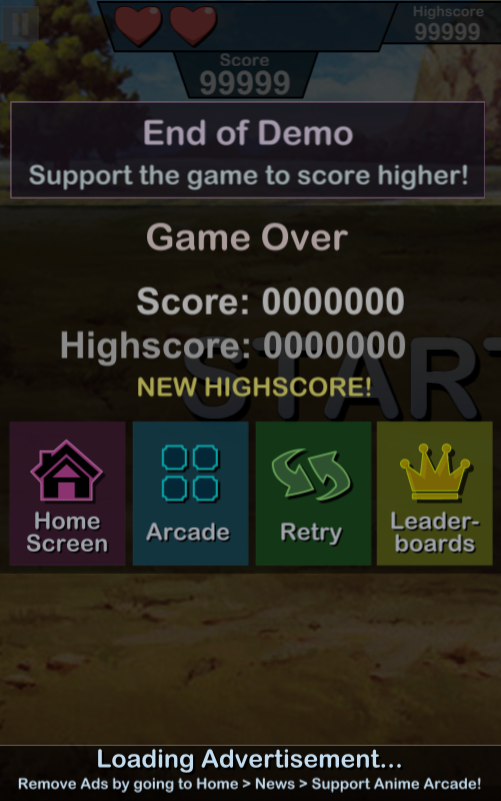 Highscore
99999
Score
99999
End of Demo
Support the game to score higher!
Game Over
Score: 0000000
Highscore: 0000000
START
NEW HIGHSCORE!
Home
Screen
Arcade
Retry
Leader-
boards
Loading Advertisement...
Remove Ads by going to Home > News > Support Anime Arcade!